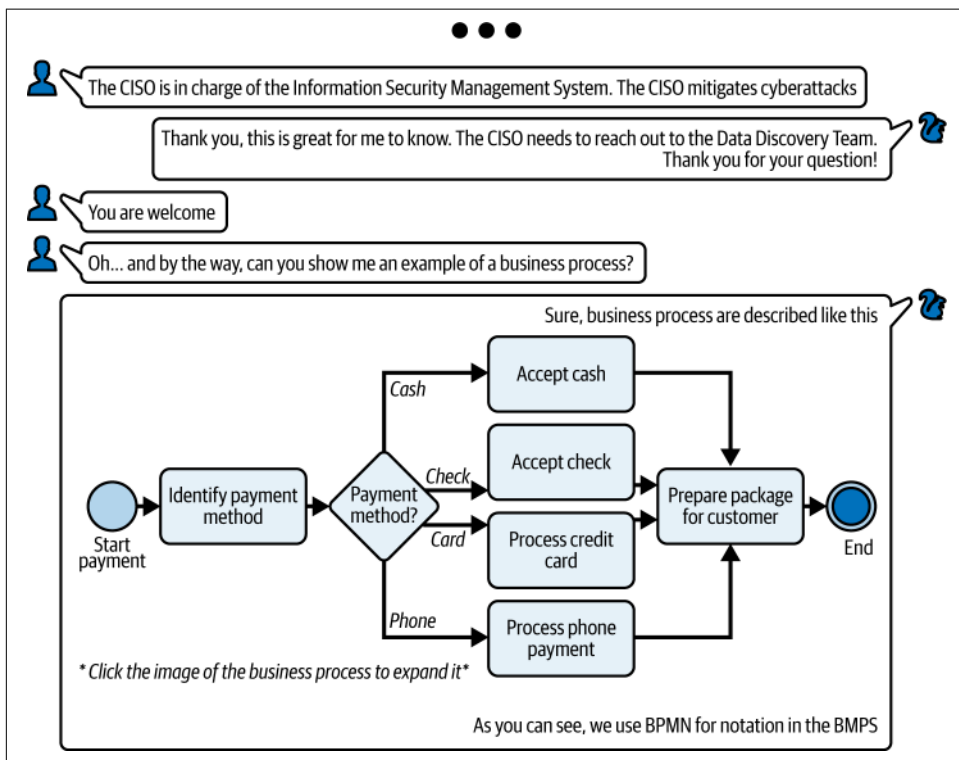 The CISO is in charge of the Information Security Management System. The CISO mitigates cyberattacks
Thank you, this is great for me to know. The CISO needs to reach out to the Data Discovery Team.
Thank you for your question!
You are welcome
Oh... and by the way, can you show me an example of a business process?
Sure, business process are described like this
Start
payment
Identify payment
method
Payment
method?
Cash
Accept cash
Check
Accept check
Card
Process credit
card
Phone
Process phone
payment
Prepare package
for customer
End
* Click the image of the business process to expand it*
As you can see, we use BPMN for notation in the BMPS